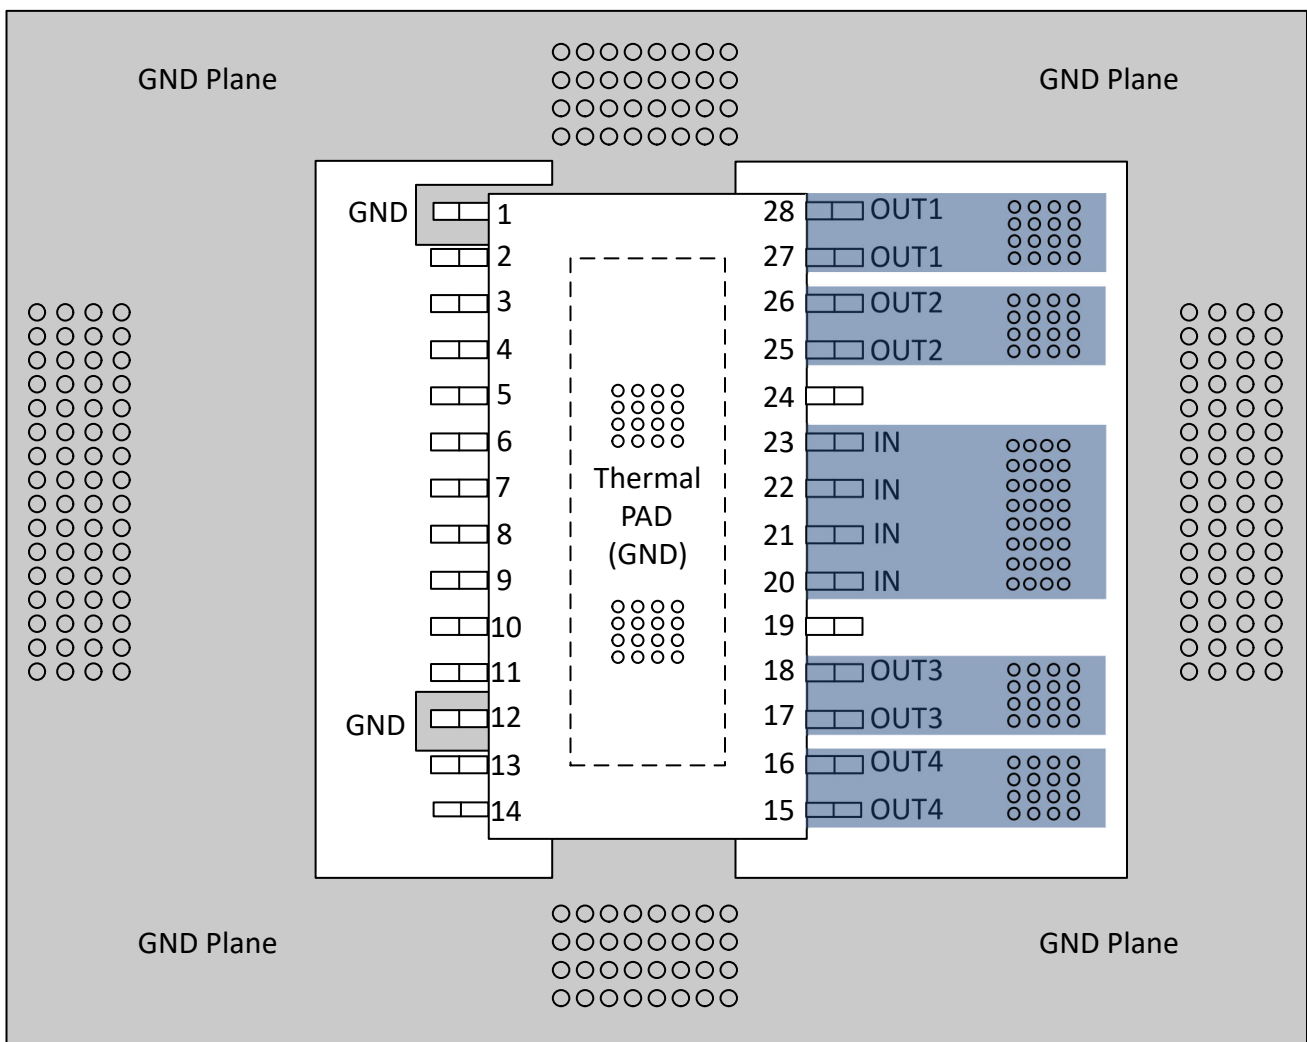 GND Plane
GND Plane
GND
1
2
3
4
5
6
7
8
9
10
11
GND
12
13
14
Thermal
PAD
(GND)
28 OUT1
27 OUT1
26 OUT2
25 OUT2
24
23 IN
22 IN
21 IN
20 IN
19
18 OUT3
17 OUT3
16 OUT4
15 OUT4
GND Plane
GND Plane